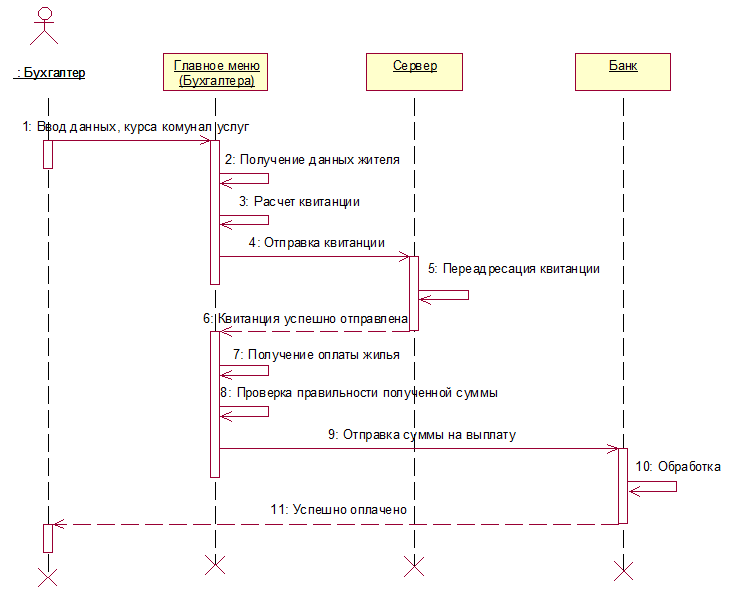 : Бухгалтер
Главное меню
(Бухгалтера)
Сервер
Банк
1: Ввод данных, курса комунал услуг
2: Получение данных жителя
3: Расчет квитанции
4: Отправка квитанции
5: Переадресация квитанции
6: Квитанция успешно отправлена
7: Получение оплаты жилья
8: Проверка правильности полученной суммы
9: Отправка суммы на выплату
10: Обработка
11: Успешно оплачено